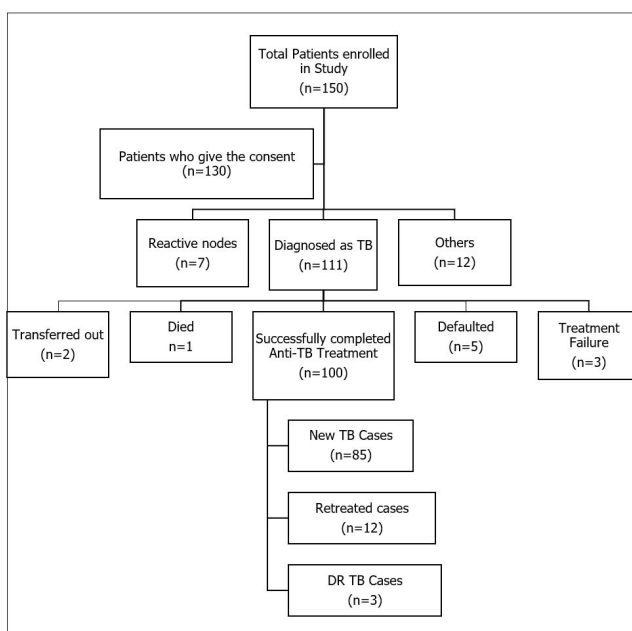 Total Patients enrolled
in Study
(n=150)
Patients who give the consent
(n=130)
Reactive nodes
(n=7)
Diagnosed as TB
(n=111)
Others
(n=12)
Transferred out
(n=2)
Died
n=1
Successfully completed
Anti-TB Treatment
(n=100)
Defaulted
(n=5)
Treatment
Failure
(n=3)
New TB Cases
(n=85)
Retreated cases
(n=12)
DR TB Cases
(n=3)